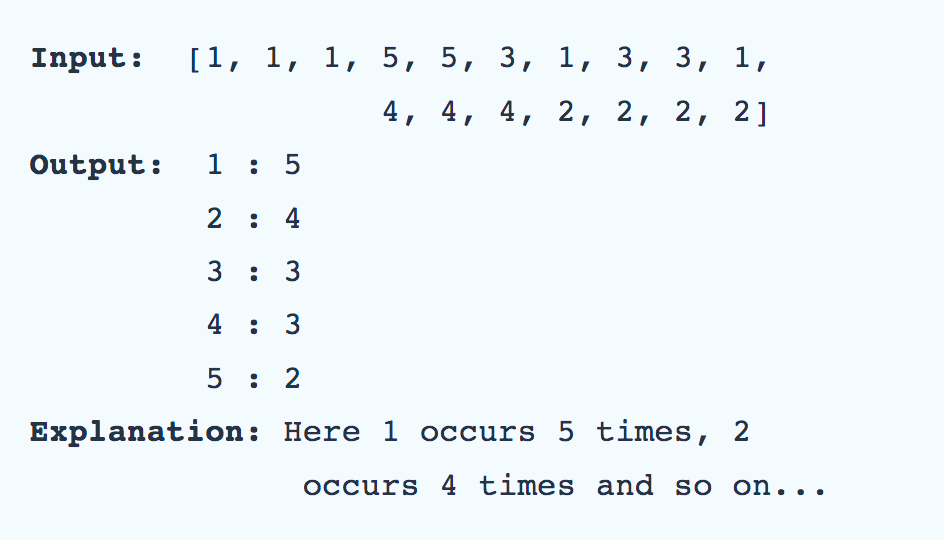 Input: [1, 1, 1, 5, 5, 3, 1, 3, 3, 1,
4, 4, 4, 2, 2, 2, 2]
Output: 1 : 5
2 : 4
3 : 3
4 : 3
5 : 2
Explanation: Here 1 occurs 5 times, 2
occurs 4 times and so on...